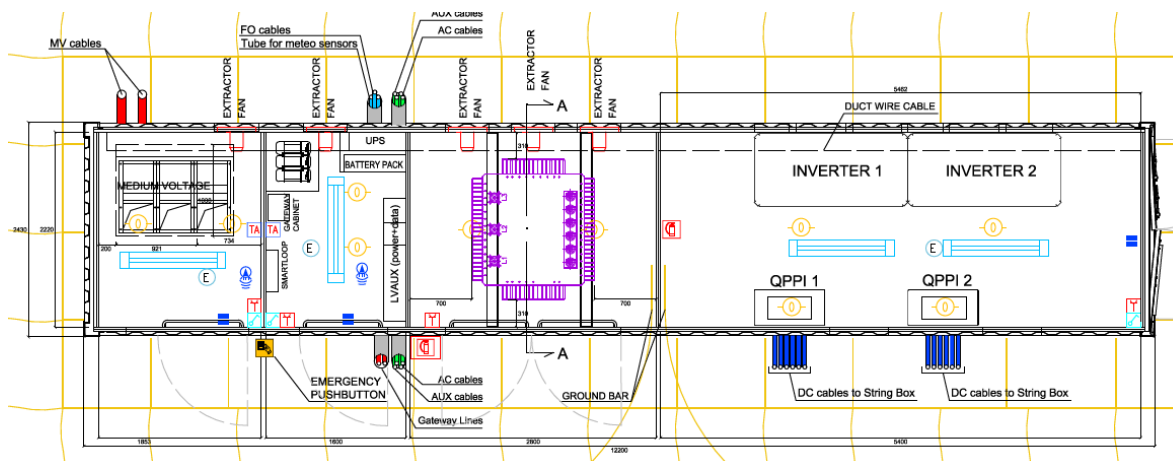 MV cables
FO cables
Tube for meteo sensors
AUX cables
AC cables
EXTRACTOR
FAN
EXTRACTOR
FAN
EXTRACTOR
FAN
EXTRACTOR
FAN
EXTRACTOR
FAN
A
5462
DUCT WIRE CABLE
UPS
BATTERY PACK
310
MEDIUM VOLTAGE
GATEWAY
CABINET
INVERTER 1
INVERTER 2
TA
TA
2430
2220
200
921
734
E
SMARTLOOP
E
LVAUX (power+data)
E
700
700
QPPI 1
QPPI 2
310
A
EMERGENCY
PUSHBUTTON
AC cables
AUX cables
Gateway Lines
GROUND BAR
DC cables to String Box
DC cables to String Box
1853
1800
2800
5400
12200